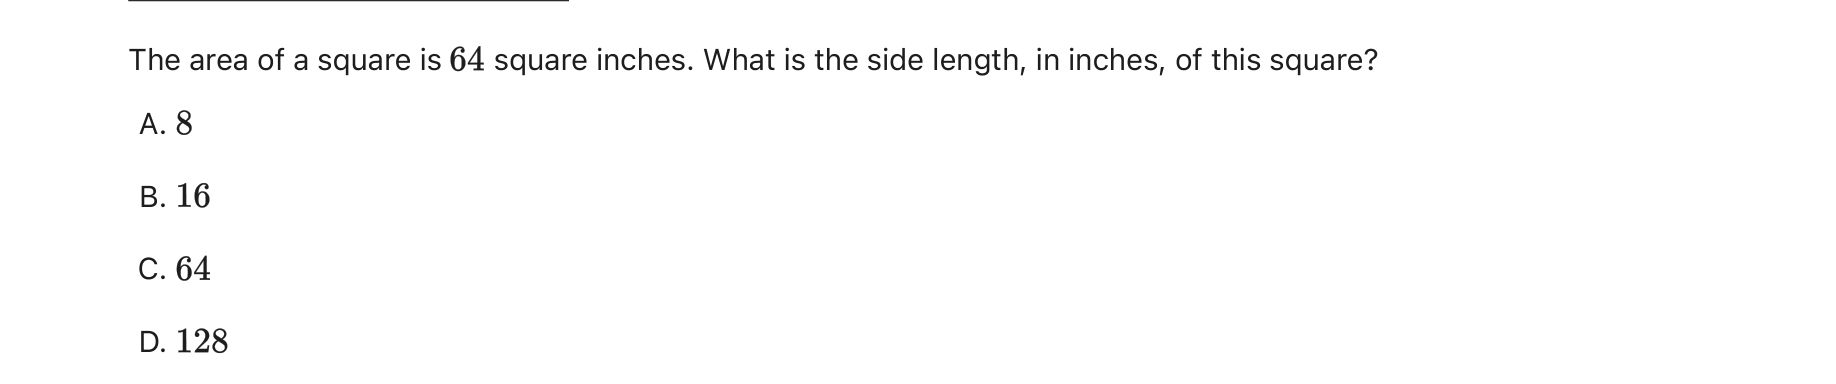 The area of a square is 64 square inches. What is the side length, in inches, of this square?
A. 8
B. 16
C. 64
D. 128